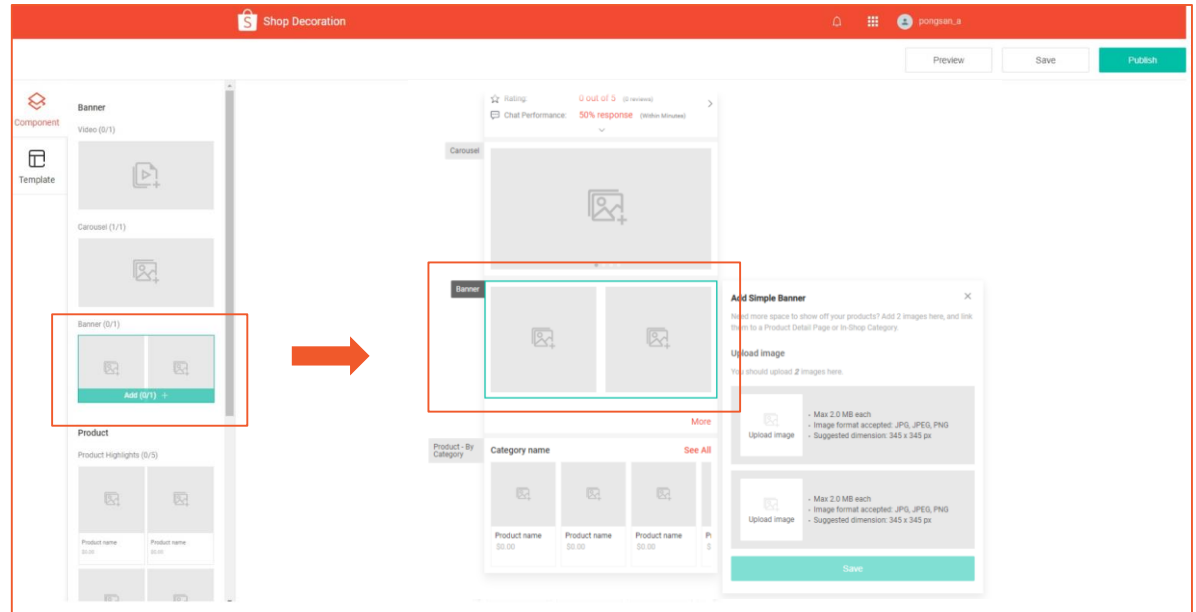 Shop Decoration
pongsan_a
Preview
Save
Publish
Component
Template
Banner
Video (0/1)
Carousel (1/1)
Banner (0/1)
Add (0/1) +
Product
Product Highlights (0/5)
Product name
$0.00
Product name
$0.00
Rating:
0 out of 5 (0 reviews)
Chat Performance:
50% response (Within Minutes)
Carousel
Banner
More
Product - By
Category
Category name
See All
Product name
$0.00
Product name
$0.00
Product name
$0.00
Add Simple Banner
Need more space to show off your products? Add 2 images here, and link
them to a Product Detail Page or In-Shop Category.
Upload image
You should upload 2 images here.
Upload image
- Max 2.0 MB each
- Image format accepted: JPG, JPEG, PNG
- Suggested dimension: 345 x 345 px
Upload image
- Max 2.0 MB each
- Image format accepted: JPG, JPEG, PNG
- Suggested dimension: 345 x 345 px
Save